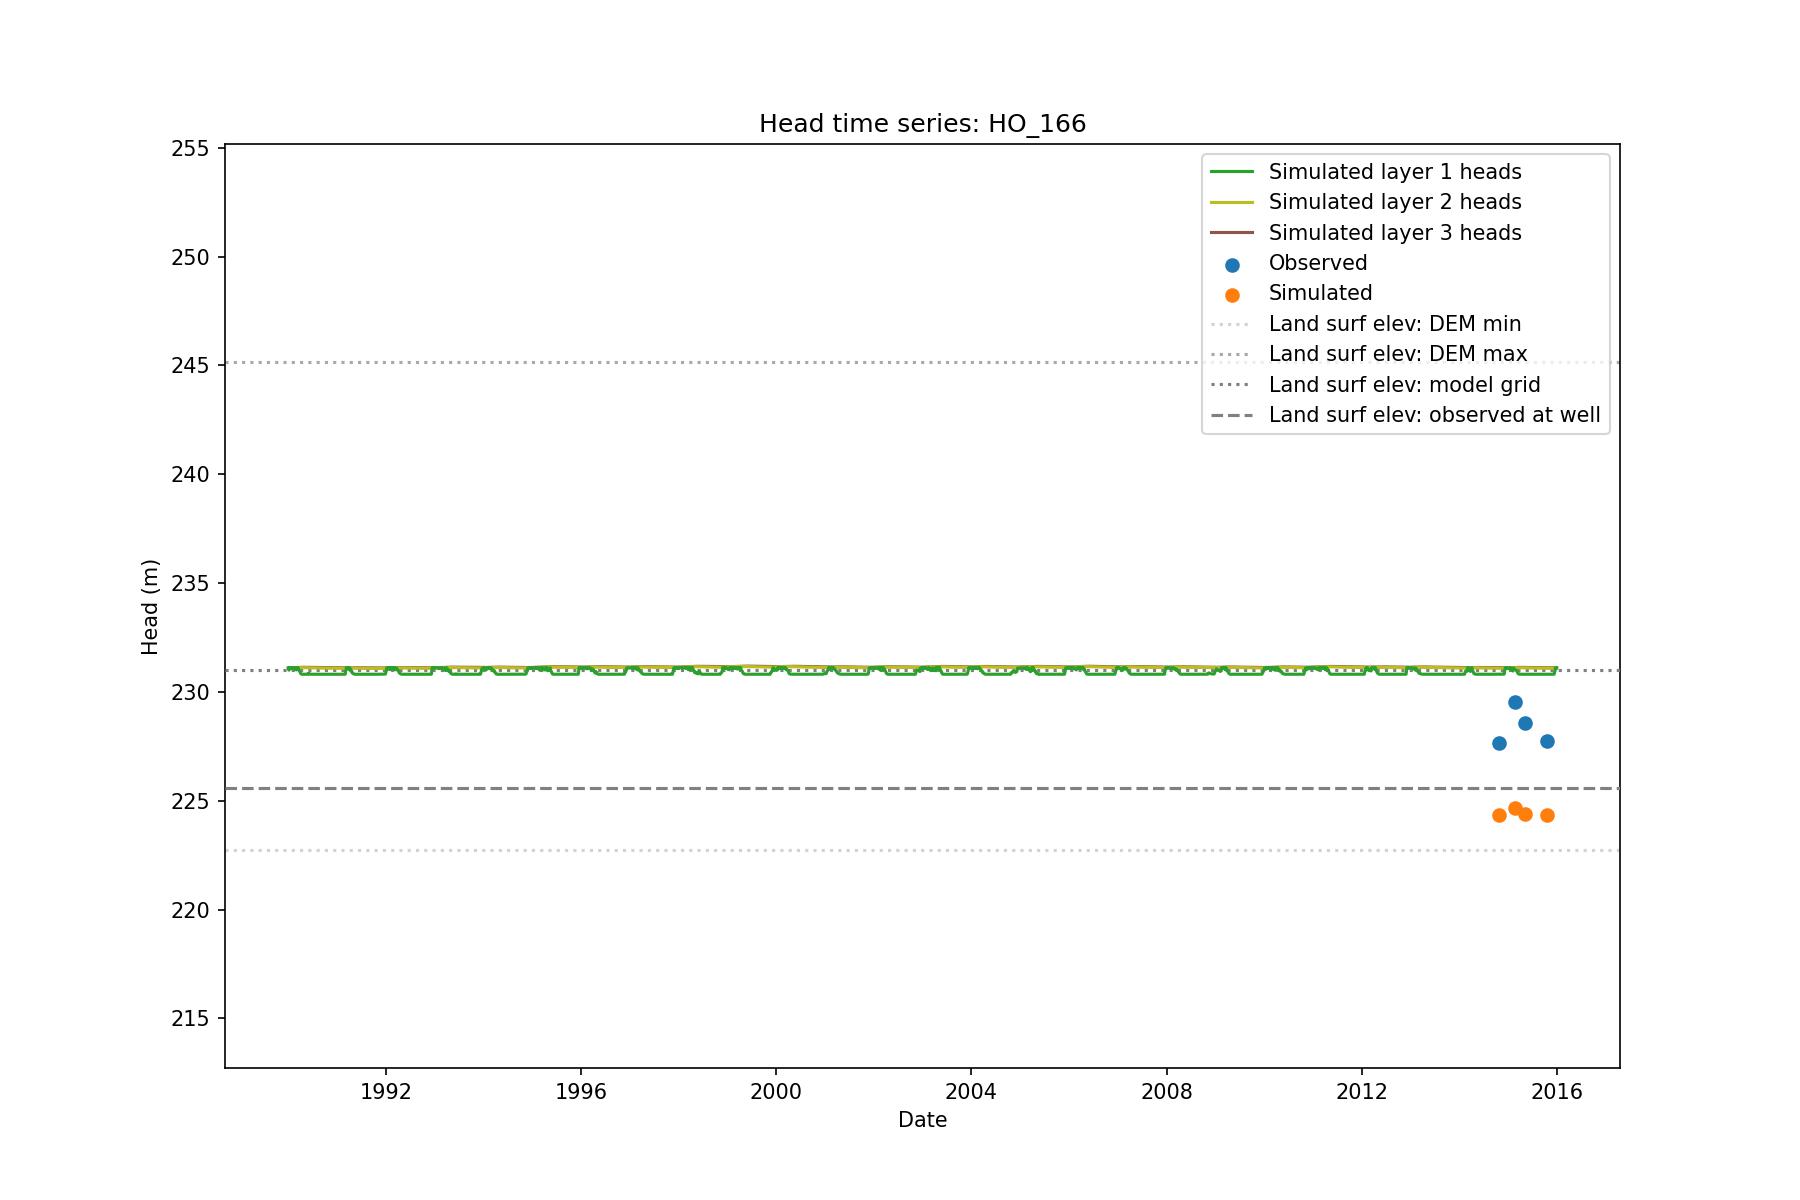 Head time series: HO_166
255
250
245
240
235
230
225
220
215
Head (m)
Simulated layer 1 heads
Simulated layer 2 heads
Simulated layer 3 heads
Observed
Simulated
Land surf elev: DEM min
Land surf elev: DEM max
Land surf elev: model grid
Land surf elev: observed at well
1992 1996 2000 2004 2008 2012 2016
Date